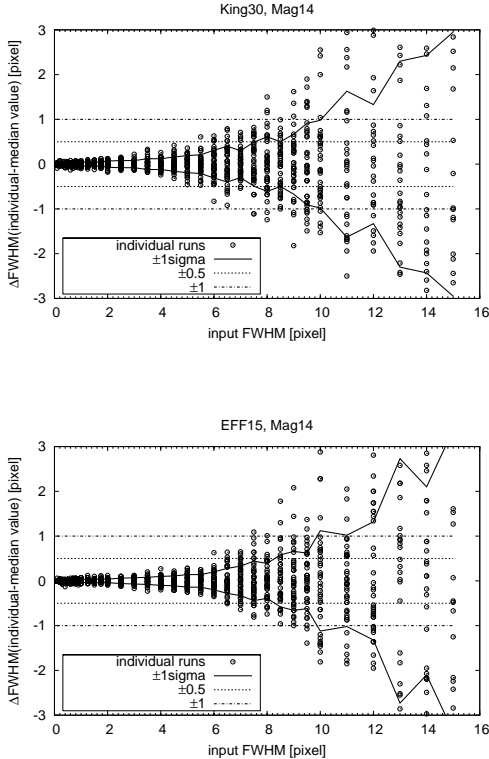 King30, Mag14
3
2
1
0
-1
-2
-3
ΔFWHM(individual-median value) [pixel]
individual runs
±1sigma
±0.5
±1
0 2 4 6 8 10 12 14 16
input FWHM [pixel]
EFF15, Mag14
3
2
1
0
-1
-2
-3
ΔFWHM(individual-median value) [pixel]
individual runs
±1sigma
±0.5
±1
0 2 4 6 8 10 12 14 16
input FWHM [pixel]